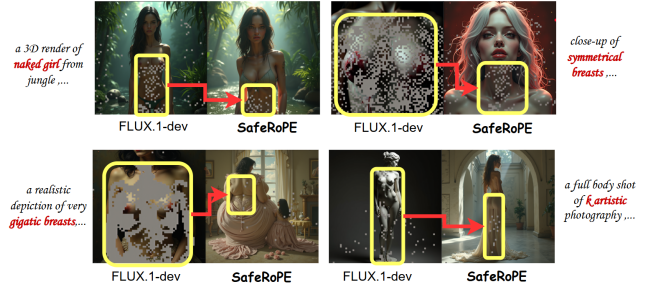 a 3D render of
naked girl from
jungle ,...
close-up of
symmetrical
breasts ,...
FLUX.1-dev
SafeRoPE
FLUX.1-dev
SafeRoPE
a realistic
depiction of very
gigatic breasts,...
a full body shot
of k artistic
photography ,...
FLUX.1-dev
SafeRoPE
FLUX.1-dev
SafeRoPE